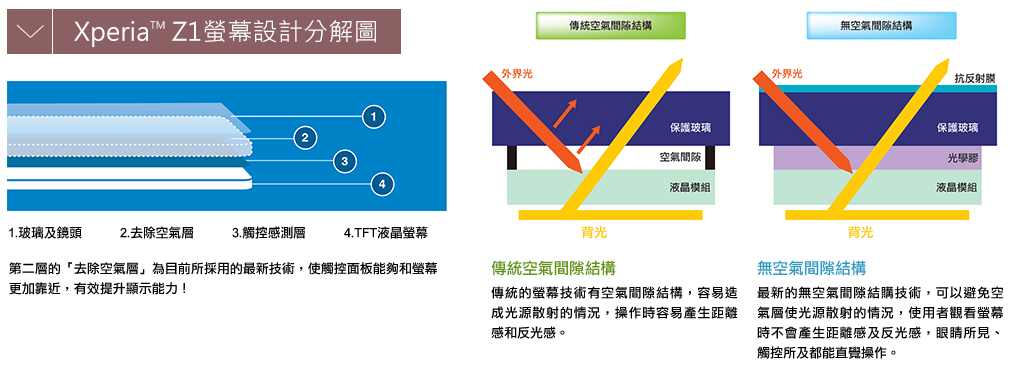 Xperia™ Z1螢幕設計分解圖
1
2
3
4
1.玻璃及鏡頭 2.去除空氣層 3.觸控感測層 4.TFT液晶螢幕
第二層的「去除空氣層」為目前所採用的最新技術，使觸控面板能夠和螢幕
更加靠近，有效提升顯示能力！
傳統空氣間隙結構
外界光
保護玻璃
空氣間隙
液晶模組
背光
傳統空氣間隙結構
傳統的螢幕技術有空氣間隙結構，容易造
成光源散射的情況，操作時容易產生距離
感和反光感。
無空氣間隙結構
外界光
抗反射膜
保護玻璃
光學膠
液晶模組
背光
無空氣間隙結構
最新的無空氣間隙結購技術，可以避免空
氣層使光源散射的情況，使用者觀看螢幕
時不會產生距離感及反光感，眼睛所見、
觸控所及都能直覺操作。